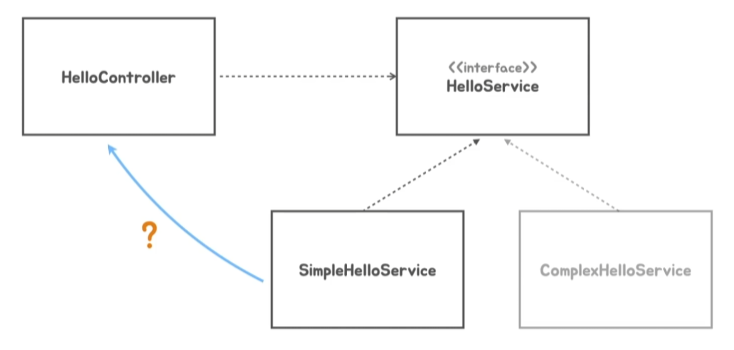 HelloController
<<interface>>
HelloService
?
SimpleHelloService
ComplexHelloService